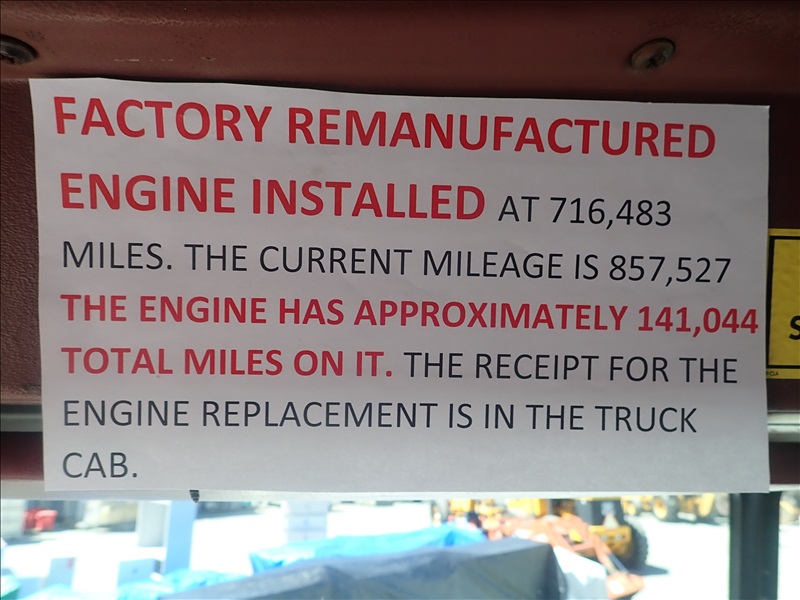 FACTORY REMANUFACTURED
ENGINE INSTALLED AT 716,483
MILES. THE CURRENT MILEAGE IS 857,527
THE ENGINE HAS APPROXIMATELY 141,044
TOTAL MILES ON IT. THE RECEIPT FOR THE
ENGINE REPLACEMENT IS IN THE TRUCK
CAB.
S